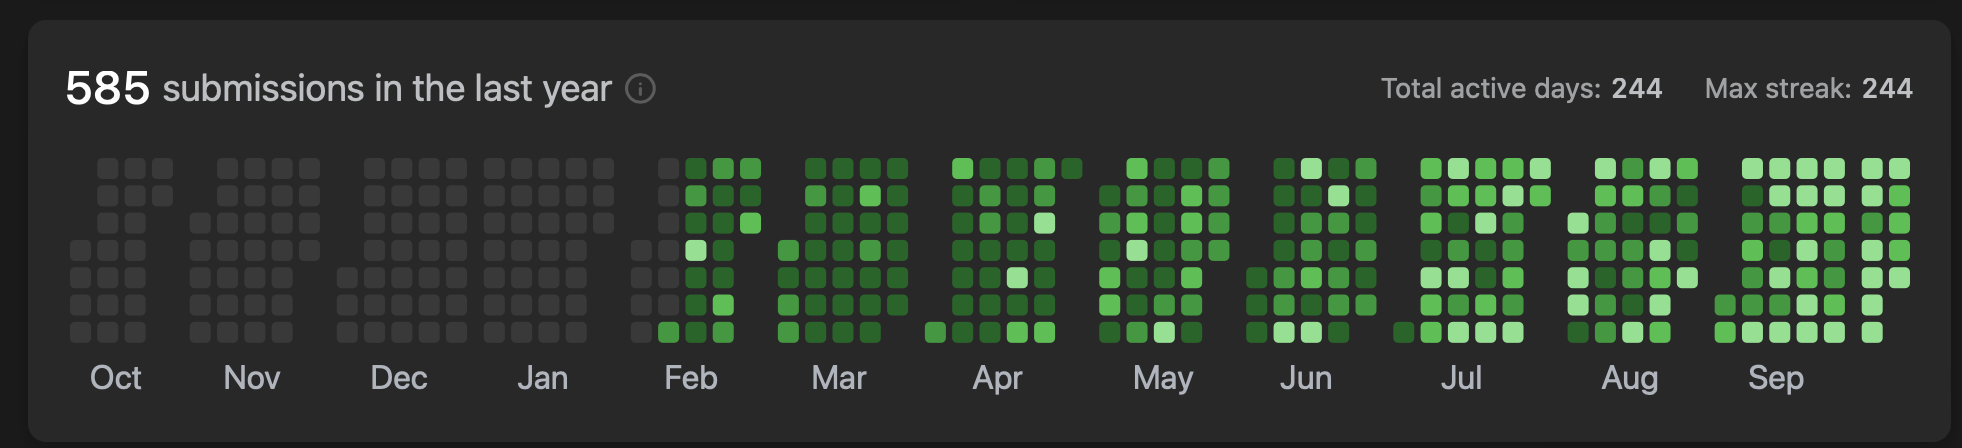 585 submissions in the last year
Total active days: 244 Max streak: 244
Oct Nov Dec Jan Feb Mar Apr May Jun Jul Aug Sep